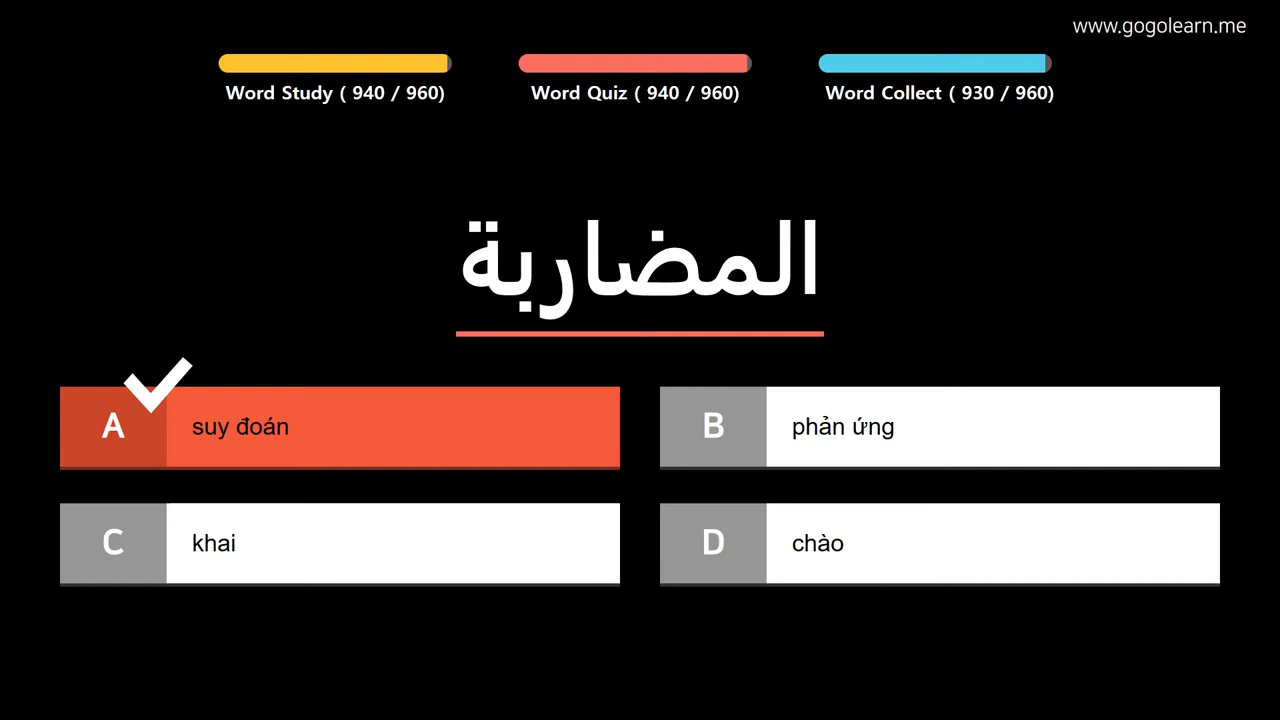 www.gogolearn.me
Word Study ( 940 / 960)
Word Quiz ( 940 / 960)
Word Collect ( 930 / 960)
المضاربة
A suy đoán
B phản ứng
C khai
D chào